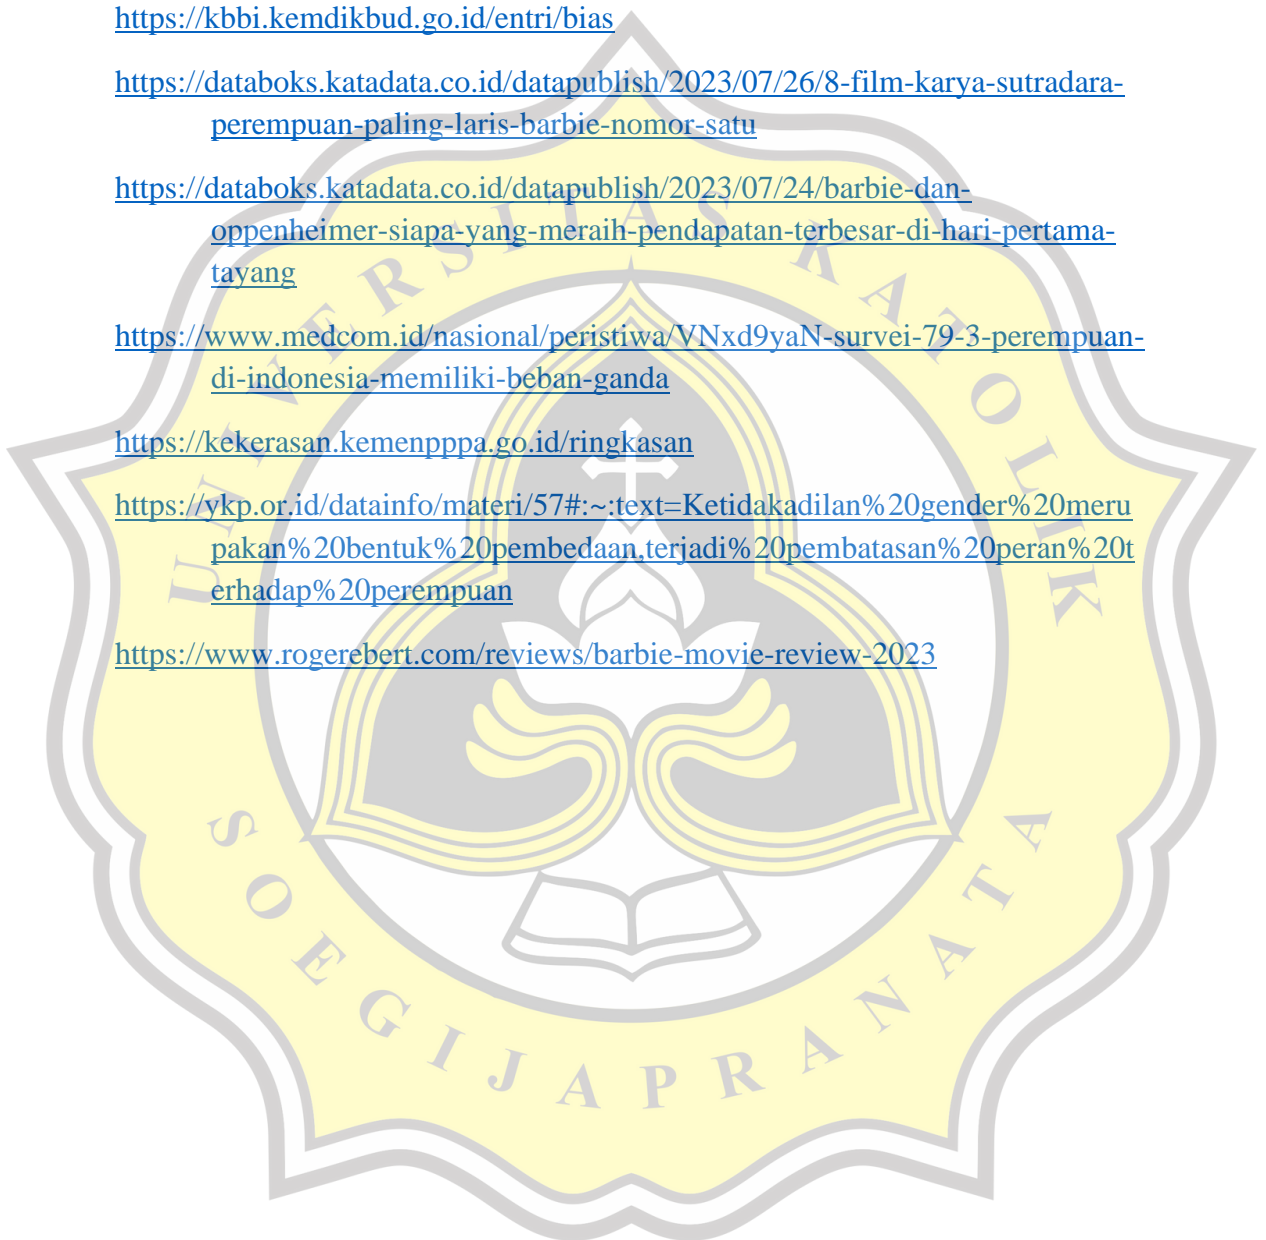 https://kbbi.kemdikbud.go.id/entri/bias
https://databoks.katadata.co.id/datapublish/2023/07/26/8-film-karya-sutradara-
perempuan-paling-laris-barbie-nomor-satu
https://databoks.katadata.co.id/datapublish/2023/07/24/barbie-dan-
oppenheimer-siapa-yang-meraih-pendapatan-terbesar-di-hari-pertama-
tayang
https://www.medcom.id/nasional/peristiwa/VNxd9yaN-survei-79-3-perempuan-
di-indonesia-memiliki-beban-ganda
https://kekerasan.kemenpppa.go.id/ringkasan
https://ykp.or.id/datainfo/materi/57#:~:text=Ketidakadilan%20gender%20meru
pakan%20bentuk%20pembedaan,terjadi%20pembatasan%20peran%20t
erhadap%20perempuan
https://www.rogerebert.com/reviews/barbie-movie-review-2023
UNIVERSITAS KATOLIK
SOEGIJAPRANATA